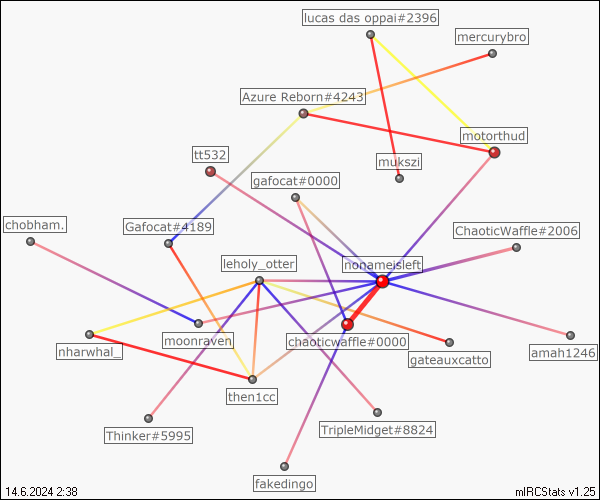 lucas das oppai#2396
mercurybro
Azure Reborn#4243
motorthud
tt532
mukszi
gafocat#0000
chobham.
Gafocat#4189
ChaoticWaffle#2006
leholy_otter
nonameisleft
moonraven
chaoticwaffle#0000
nharwhal_
gateauxcatto
amah1246
then1cc
Thinker#5995
TripleMidget#8824
fakedingo
14.6.2024 2:38
mIRCStats v1.25